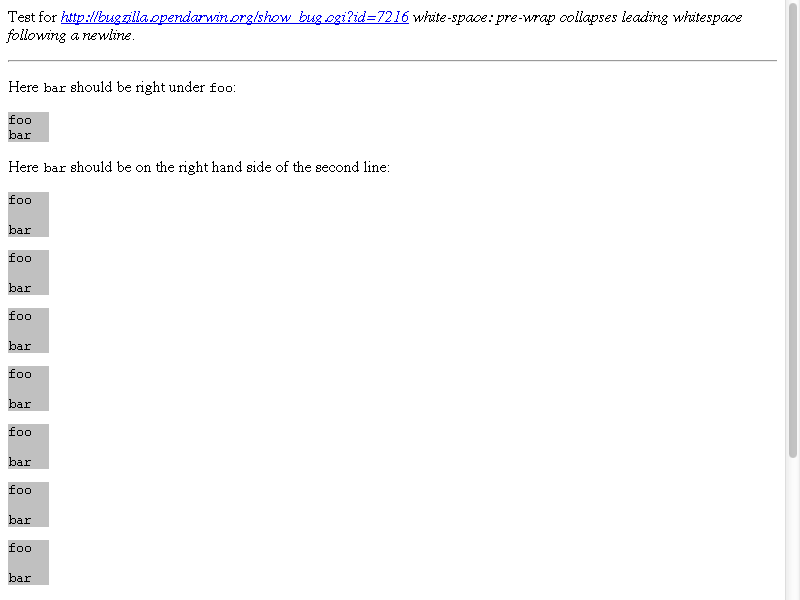 Test for http://bugzilla.opendarwin.org/show_bug.cgi?id=7216 white-space: pre-wrap collapses leading whitespace
following a newline.
Here bar should be right under foo:
foo
bar
Here bar should be on the right hand side of the second line:
foo
bar
foo
bar
foo
bar
foo
bar
foo
bar
foo
bar
foo
bar